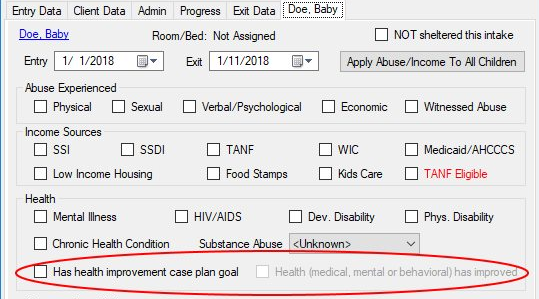 Entry Data Client Data Admin Progress Exit Data Doe, Baby
Doe, Baby Room/Bed: Not Assigned NOT sheltered this intake
Entry 1/ 1/2018 Exit 1/11/2018 Apply Abuse/Income To All Children
Abuse Experienced
Physical Sexual Verbal/Psychological Economic Witnessed Abuse
Income Sources
SSI SSDI TANF WIC Medicaid/AHCCCS
Low Income Housing Food Stamps Kids Care TANF Eligible
Health
Mental Illness HIV/AIDS Dev. Disability Phys. Disability
Chronic Health Condition Substance Abuse <Unknown>
Has health improvement case plan goal Health (medical, mental or behavioral) has improved